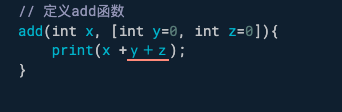 // 定义add函数
add(int x, [int y=0, int z=0]){
    print(x +y + z);
}